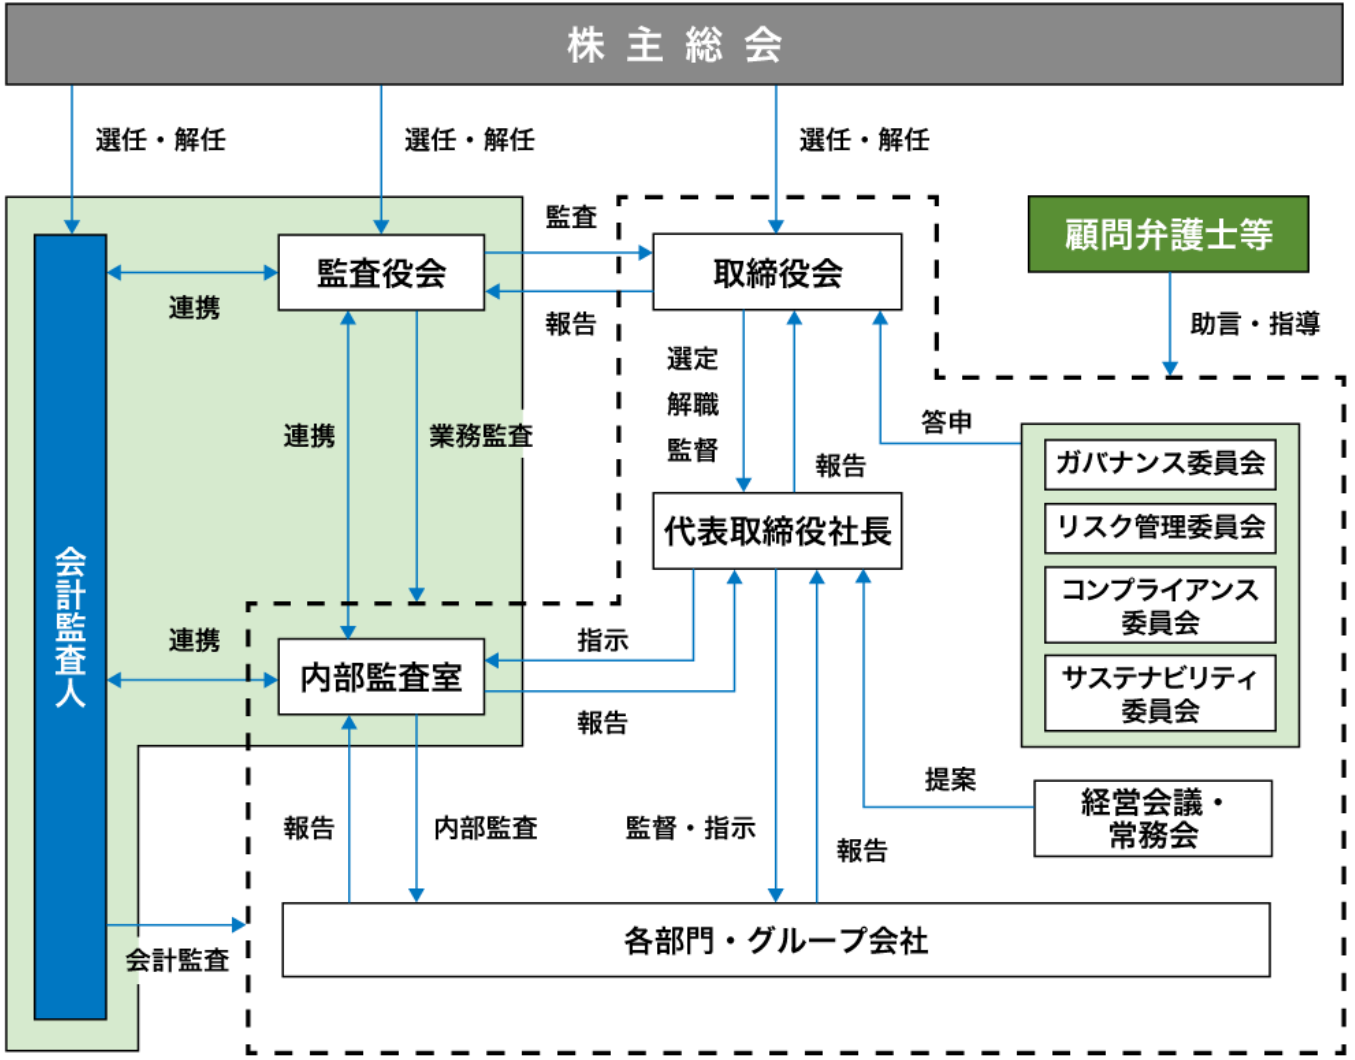 株主総会
選任・解任
選任・解任
選任・解任
監査
顧問弁護士等
監査役会
取締役会
連携
報告
助言・指導
選定
解職
監督
答申
連携
業務監査
報告
ガバナンス委員会
リスク管理委員会
代表取締役社長
コンプライアンス
委員会
会計監査人
連携
指示
内部監査室
サステナビリティ
委員会
報告
提案
経営会議・
常務会
報告
内部監査
監督・指示
報告
各部門・グループ会社
会計監査